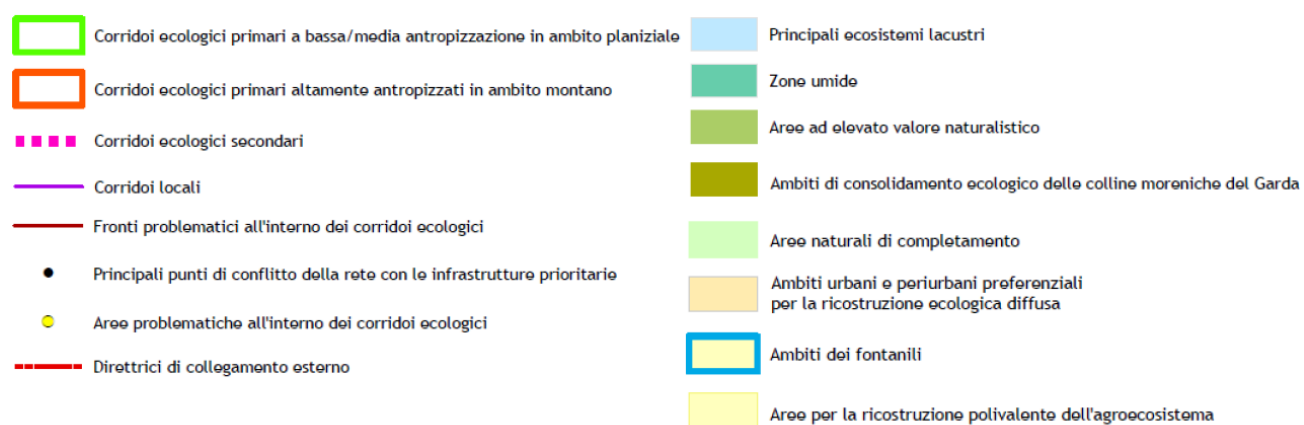 Corridoi ecologici primari a bassa/media antropizzazione in ambito planiziale
Corridoi ecologici primari altamente antropizzati in ambito montano
Corridoi ecologici secondari
Corridoi locali
Fronti problematici all'interno dei corridoi ecologici
Principali punti di conflitto della rete con le infrastrutture prioritarie
Aree problematiche all'interno dei corridoi ecologici
Direttrici di collegamento esterno
Principali ecosistemi lacustri
Zone umide
Aree ad elevato valore naturalistico
Ambiti di consolidamento ecologico delle colline moreniche del Garda
Aree naturali di completamento
Ambiti urbani e periurbani preferenziali
per la ricostruzione ecologica diffusa
Ambiti dei fontanili
Aree per la ricostruzione polivalente dell'agroecosistema